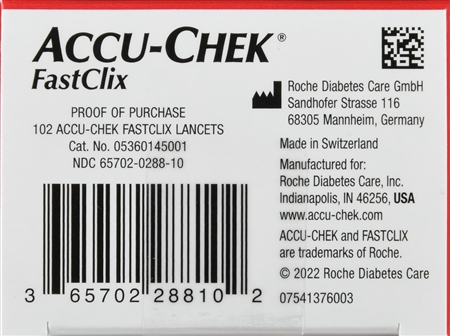 ACCU-CHEK®
FastClix
PROOF OF PURCHASE
102 ACCU-CHEK FASTCLIX LANCETS
Cat. No. 05360145001
NDC 65702-0288-10
3 65702 28810 2
Roche Diabetes Care GmbH
Sandhofer Strasse 116
68305 Mannheim, Germany
Made in Switzerland
Manufactured for:
Roche Diabetes Care, Inc.
Indianapolis, IN 46256, USA
www.accu-chek.com
ACCU-CHEK and FASTCLIX
are trademarks of Roche.
© 2022 Roche Diabetes Care
07541376003